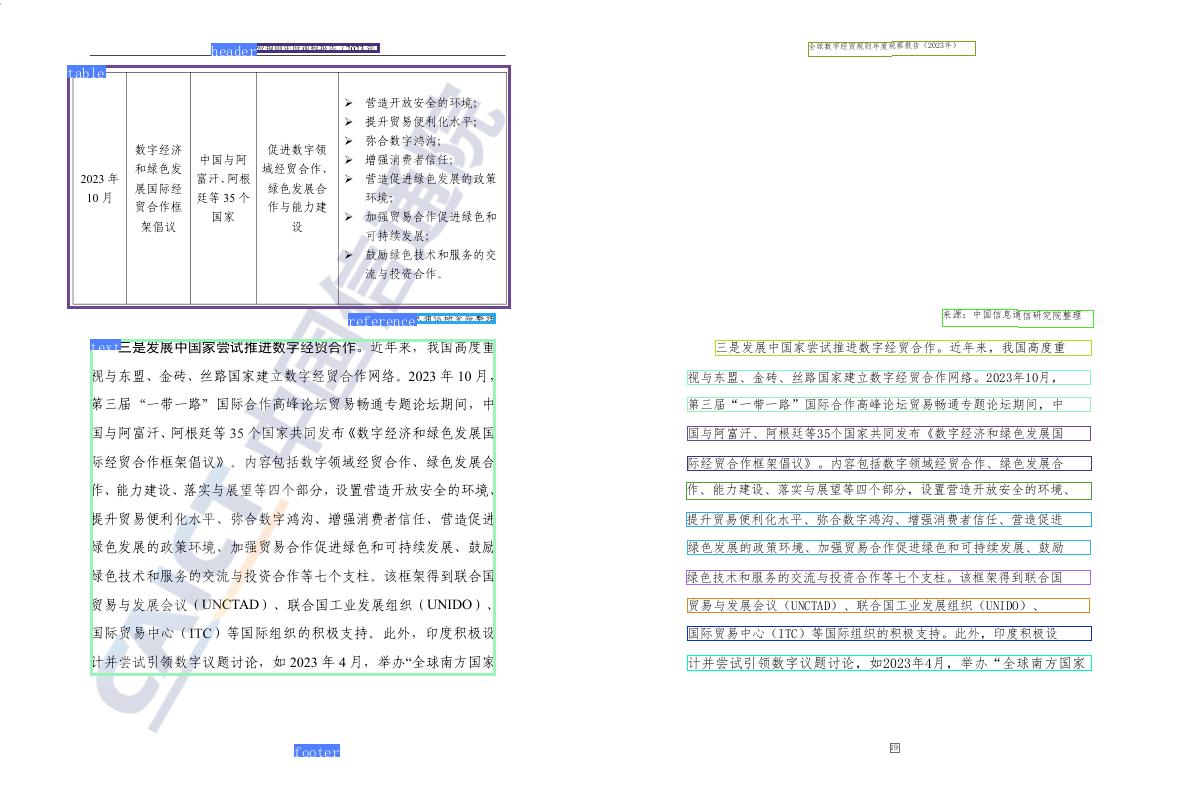 header
table
2023 年
10 月
数字经济
和绿色发
展国际经
贸合作框
架倡议
中国与阿
富汗、阿根
廷等 35 个
国家
促进数字领
域经贸合作、
绿色发展合
作与能力建
设
➢ 营造开放安全的环境；
➢ 提升贸易便利化水平；
➢ 弥合数字鸿沟；
➢ 增强消费者信任；
➢ 营造促进绿色发展的政策
环境；
➢ 加强贸易合作促进绿色和
可持续发展；
➢ 鼓励绿色技术和服务的交
流与投资合作。
reference
text
三是发展中国家尝试推进数字经贸合作。近年来，我国高度重
视与东盟、金砖、丝路国家建立数字经贸合作网络。2023 年 10 月，
第三届“一带一路”国际合作高峰论坛贸易畅通专题论坛期间，中
国与阿富汗、阿根廷等 35 个国家共同发布《数字经济和绿色发展国
际经贸合作框架倡议》。内容包括数字领域经贸合作、绿色发展合
作、能力建设、落实与展望等四个部分，设置营造开放安全的环境、
提升贸易便利化水平、弥合数字鸿沟、增强消费者信任、营造促进
绿色发展的政策环境、加强贸易合作促进绿色和可持续发展、鼓励
绿色技术和服务的交流与投资合作等七个支柱。该框架得到联合国
贸易与发展会议（UNCTAD）、联合国工业发展组织（UNIDO）、
国际贸易中心（ITC）等国际组织的积极支持。此外，印度积极设
计并尝试引领数字议题讨论，如 2023 年 4 月，举办“全球南方国家
footer
CAICT 中国信通院
全球数字经贸规则年度观察报告（2023年）
来源：中国信息通信研究院整理
三是发展中国家尝试推进数字经贸合作。近年来，我国高度重
视与东盟、金砖、丝路国家建立数字经贸合作网络。2023年10月，
第三届“一带一路”国际合作高峰论坛贸易畅通专题论坛期间，中
国与阿富汗、阿根廷等35个国家共同发布《数字经济和绿色发展国
际经贸合作框架倡议》。内容包括数字领域经贸合作、绿色发展合
作、能力建设、落实与展望等四个部分，设置营造开放安全的环境、
提升贸易便利化水平、弥合数字鸿沟、增强消费者信任、营造促进
绿色发展的政策环境、加强贸易合作促进绿色和可持续发展、鼓励
绿色技术和服务的交流与投资合作等七个支柱。该框架得到联合国
贸易与发展会议（UNCTAD）、联合国工业发展组织（UNIDO）、
国际贸易中心（ITC）等国际组织的积极支持。此外，印度积极设
计并尝试引领数字议题讨论，如2023年4月，举办“全球南方国家
19